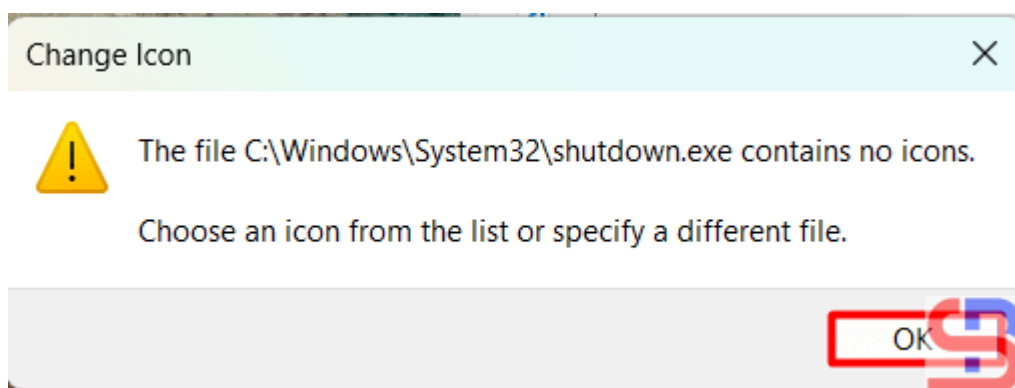 Change Icon
The file C:\Windows\System32\shutdown.exe contains no icons.
Choose an icon from the list or specify a different file.
OK